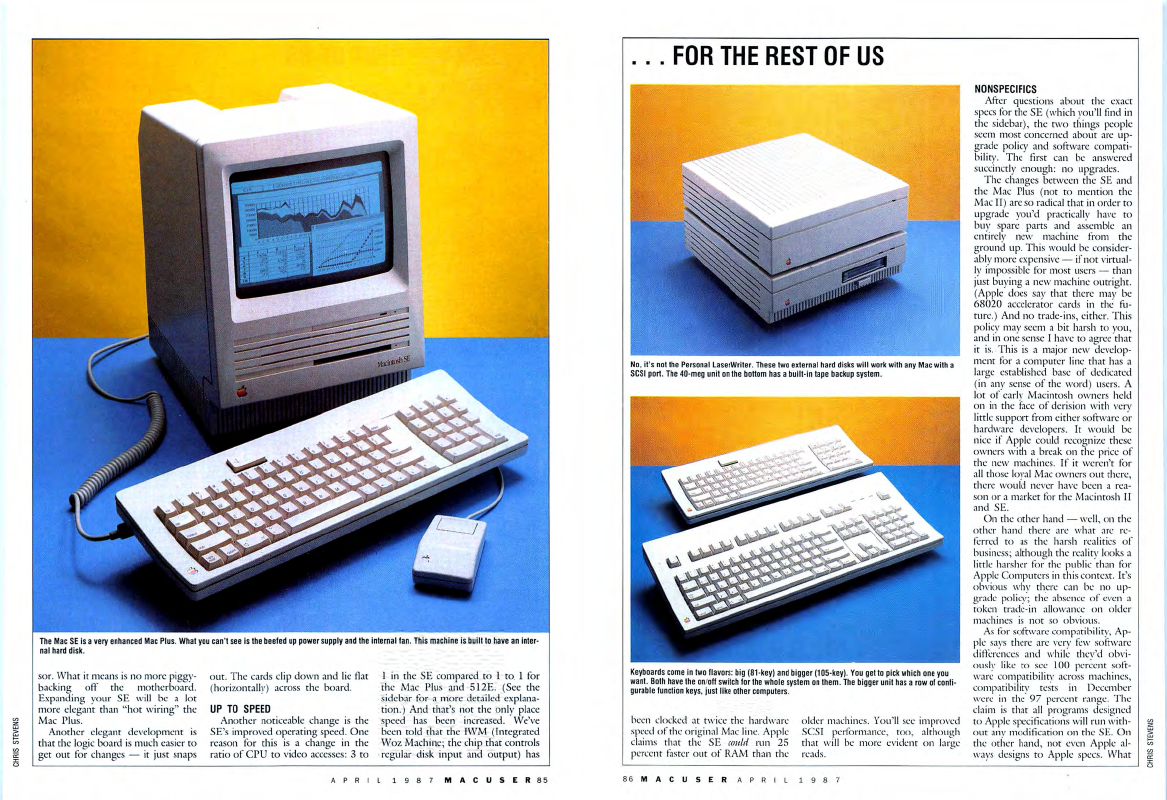 The Mac SE is a very enhanced Mac Plus. What you can't see is the beefed up power supply and the internal fan. This machine is built to have an inter-
nal hard disk.
sor. What it means is no more piggy-
backing off the motherboard.
Expanding your SE will be a lot
more elegant than “hot wiring” the
Mac Plus.
Another elegant development is
that the logic board is much easier to
get out for changes — it just snaps
out. The cards clip down and lie flat
(horizontally) across the board.
UP TO SPEED
Another noticeable change is the
SE's improved operating speed. One
reason for this is a change in the
ratio of CPU to video accesses: 3 to
1 in the SE compared to 1 to 1 for
the Mac Plus and 512E. (See the
sidebar for a more detailed explana-
tion.) And that's not the only place
speed has been increased. We've
been told that the IWM (Integrated
Woz Machine; the chip that controls
regular disk input and output) has
CHRIS STEVENS
APRIL 1987 MACUSER 85
Macintosh SE
. . . FOR THE REST OF US
No, it's not the Personal LaserWriter. These two external hard disks will work with any Mac with a
SCSI port. The 40-meg unit on the bottom has a built-in tape backup system.
Keyboards come in two flavors: big (81-key) and bigger (105-key). You get to pick which one you
want. Both have the on/off switch for the whole system on them. The bigger unit has a row of confi-
gurable function keys, just like other computers.
been clocked at twice the hardware
speed of the original Mac line. Apple
claims that the SE could run 25
percent faster out of RAM than the
older machines. You'll see improved
SCSI performance, too, although
that will be more evident on large
reads.
NONSPECIFICS
After questions about the exact
specs for the SE (which you'll find in
the sidebar), the two things people
seem most concerned about are up-
grade policy and software compati-
bility. The first can be answered
succinctly enough: no upgrades.
The changes between the SE and
the Mac Plus (not to mention the
Mac II) are so radical that in order to
upgrade you'd practically have to
buy spare parts and assemble an
entirely new machine from the
ground up. This would be consider-
ably more expensive — if not virtual-
ly impossible for most users — than
just buying a new machine outright.
(Apple does say that there may be
68020 accelerator cards in the fu-
ture.) And no trade-ins, either. This
policy may seem a bit harsh to you,
and in one sense I have to agree that
it is. This is a major new develop-
ment for a computer line that has a
large established base of dedicated
(in any sense of the word) users. A
lot of early Macintosh owners held
on in the face of derision with very
little support from either software or
hardware developers. It would be
nice if Apple could recognize these
owners with a break on the price of
the new machines. If it weren't for
all those loyal Mac owners out there,
there would never have been a rea-
son or a market for the Macintosh II
and SE.
On the other hand — well, on the
other hand there are what are re-
ferred to as the harsh realities of
business; although the reality looks a
little harsher for the public than for
Apple Computers in this context. It's
obvious why there can be no up-
grade policy; the absence of even a
token trade-in allowance on older
machines is not so obvious.
As for software compatibility, Ap-
ple says there are very few software
differences and while they'd obvi-
ously like to see 100 percent soft-
ware compatibility across machines,
compatibility tests in December
were in the 97 percent range. The
claim is that all programs designed
to Apple specifications will run with-
out any modification on the SE. On
the other hand, not even Apple al-
ways designs to Apple specs. What
CHRIS STEVENS
86 MACUSER APRIL 1987